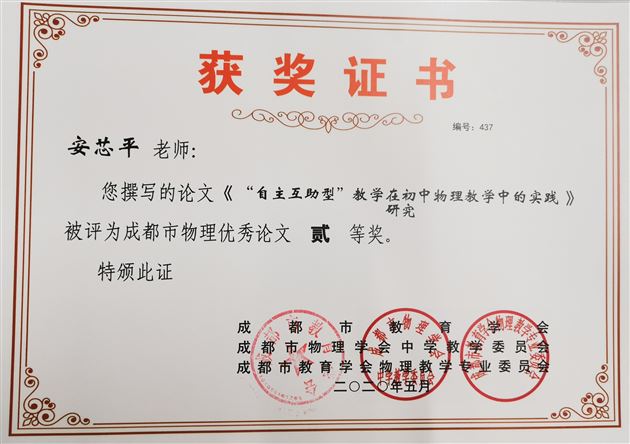 获奖证书
编号：437
安芯平 老师：
您撰写的论文《“自主互助型”教学在初中物理教学中的实践研究》
被评为成都市物理优秀论文 贰 等奖。
特颁此证
成都市教育学会
成都市物理学会中学教学委员会
成都市教育学会物理教学专业委员会
二〇二〇年五月